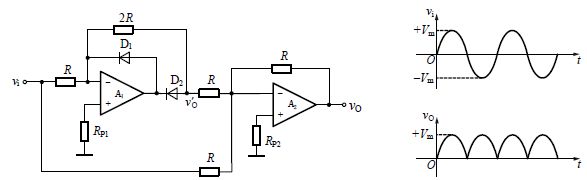 2R
D₁
vᵢ
R
A₁
D₂
v′O
R
R
A₂
vO
RP1
RP2
R
vᵢ
+Vm
O
t
−Vm
vO
+Vm
O
t